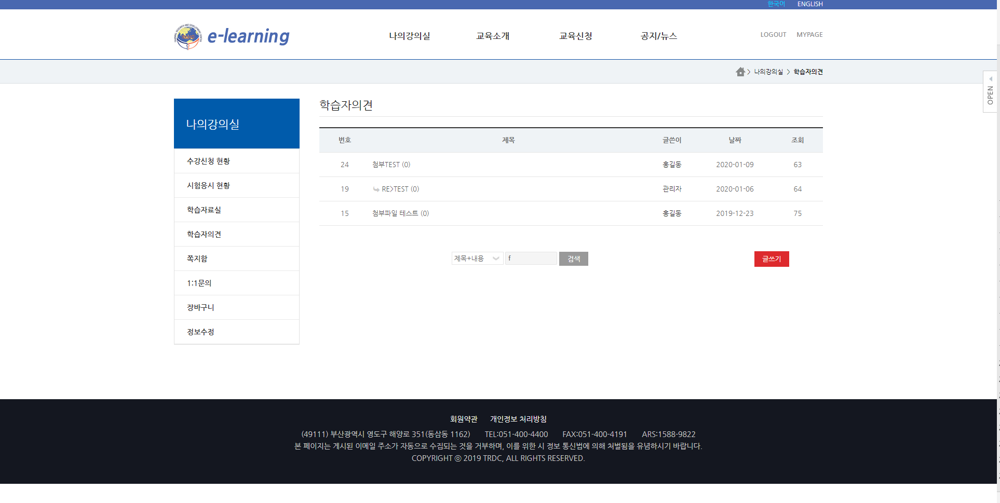 한국어 ENGLISH
e-learning 나의강의실 교육소개 교육신청 공지/뉴스 LOGOUT MYPAGE
> 나의강의실 > 학습자의견
OPEN
나의강의실
수강신청 현황
시험응시 현황
학습자료실
학습자의견
쪽지함
1:1문의
장바구니
정보수정
학습자의견
번호 제목 글쓴이 날짜 조회
24 첨부TEST (0) 홍길동 2020-01-09 63
19 RE>TEST (0) 관리자 2020-01-06 64
15 첨부파일 테스트 (0) 홍길동 2019-12-23 75
제목+내용 f 검색 글쓰기
회원약관 개인정보 처리방침
(49111) 부산광역시 영도구 해양로 351(동삼동 1162) TEL:051-400-4400 FAX:051-400-4191 ARS:1588-9822
본 페이지는 게시된 이메일 주소가 자동으로 수집되는 것을 거부하며, 이를 위한 시 정보 통신법에 의해 처벌됨을 유념하시기 바랍니다.
COPYRIGHT ⓒ 2019 TRDC, ALL RIGHTS RESERVED.